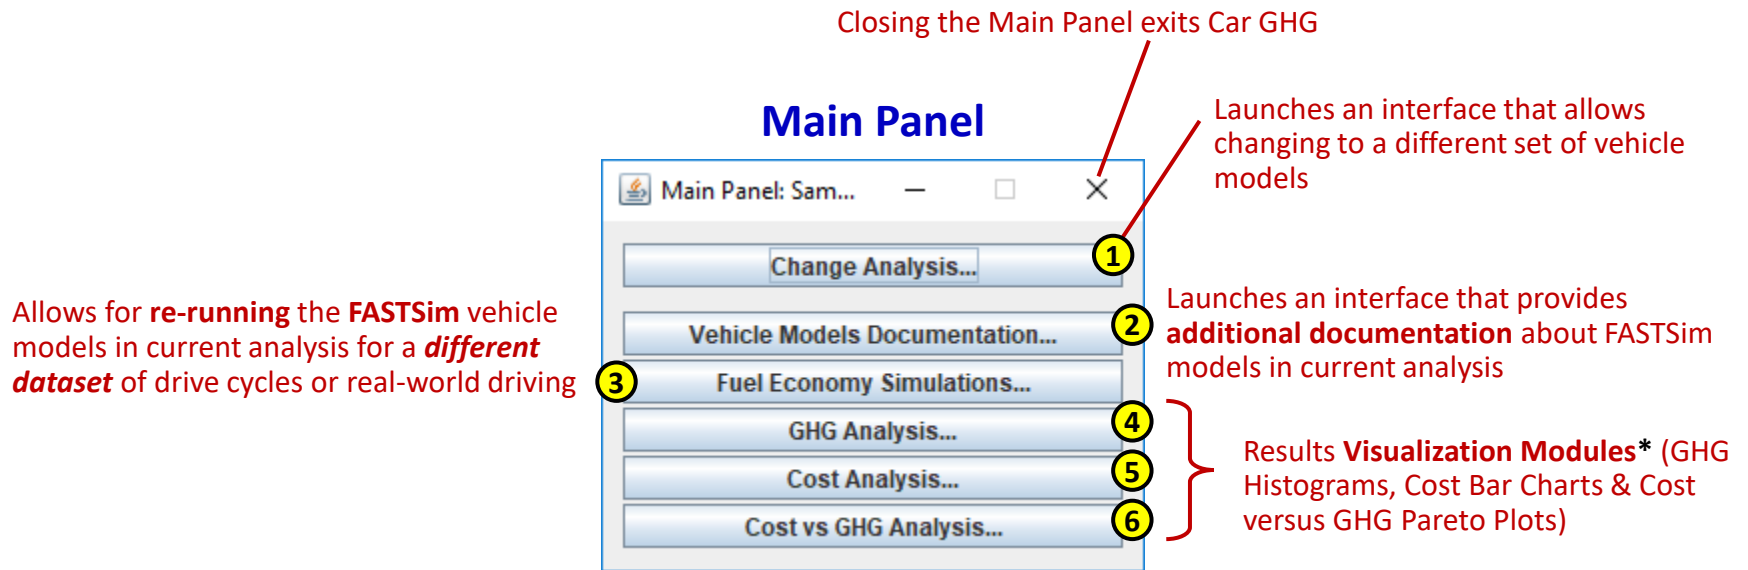 Closing the Main Panel exits Car GHG
Main Panel
Launches an interface that allows
changing to a different set of vehicle
models
Main Panel: Sam...
Change Analysis...
1
Allows for re-running the FASTSim vehicle
models in current analysis for a different
dataset of drive cycles or real-world driving
Vehicle Models Documentation...
2
Launches an interface that provides
additional documentation about FASTSim
models in current analysis
3
Fuel Economy Simulations...
GHG Analysis...
4
Cost Analysis...
5
Cost vs GHG Analysis...
6
Results Visualization Modules* (GHG
Histograms, Cost Bar Charts & Cost
versus GHG Pareto Plots)